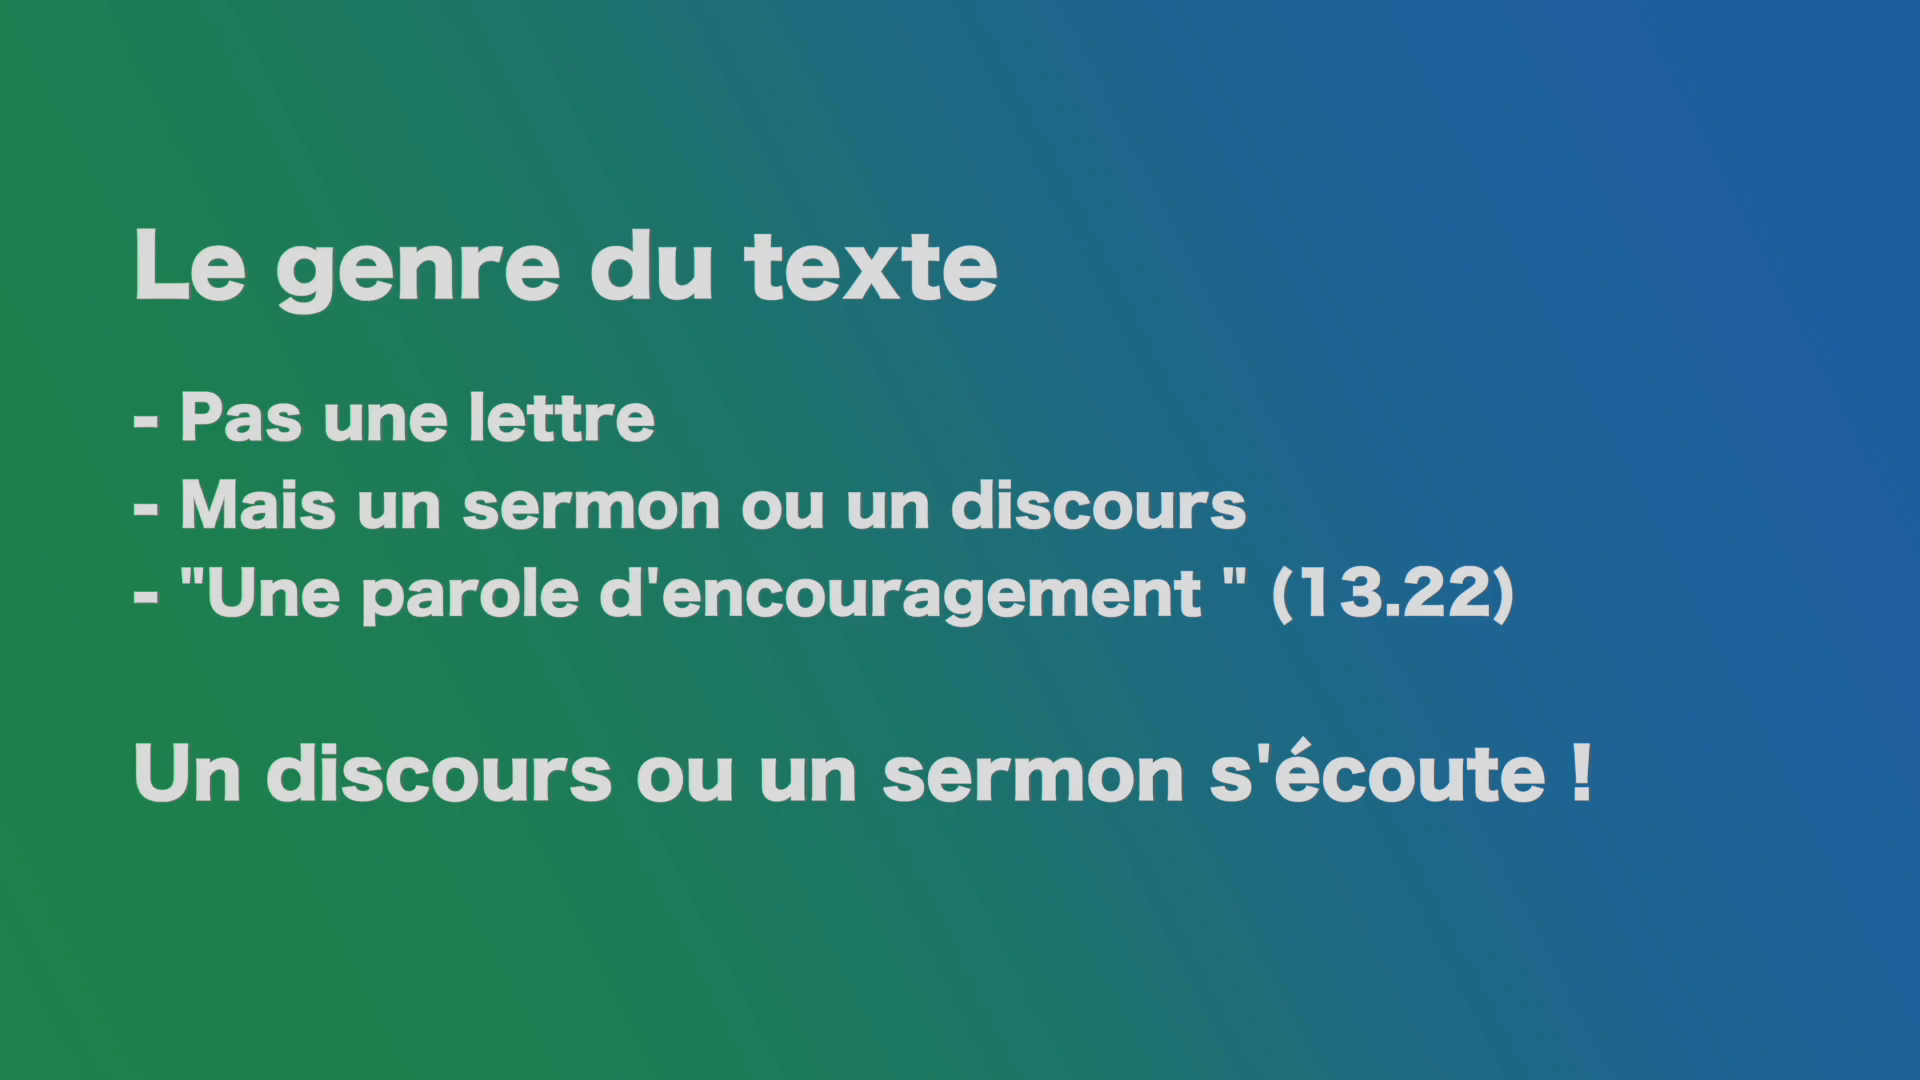 Le genre du texte
- Pas une lettre
- Mais un sermon ou un discours
- "Une parole d'encouragement " (13.22)
Un discours ou un sermon s'écoute !